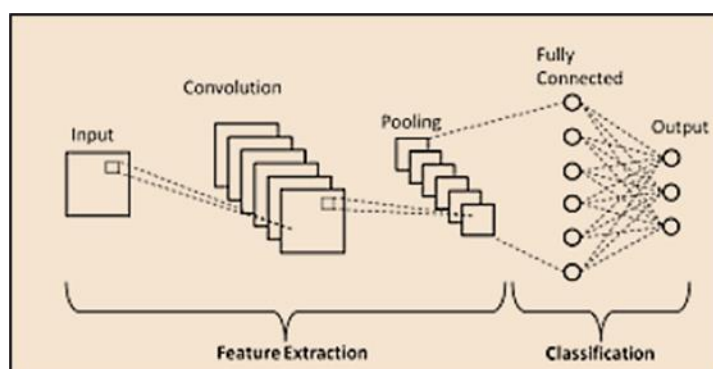 Fully
Connected
Convolution
Pooling
Input
Output
Feature Extraction
Classification